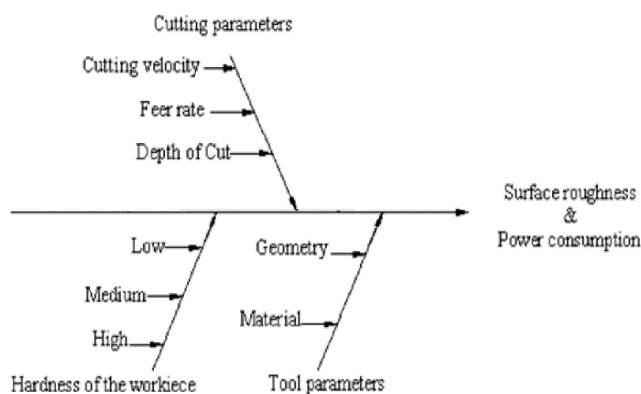 Cutting parameters
Cutting velocity
Feer rate
Depth of Cut
Surface roughness
&
Power consumption
Low
Medium
High
Hardness of the workiece
Geometry
Material
Tool parameters